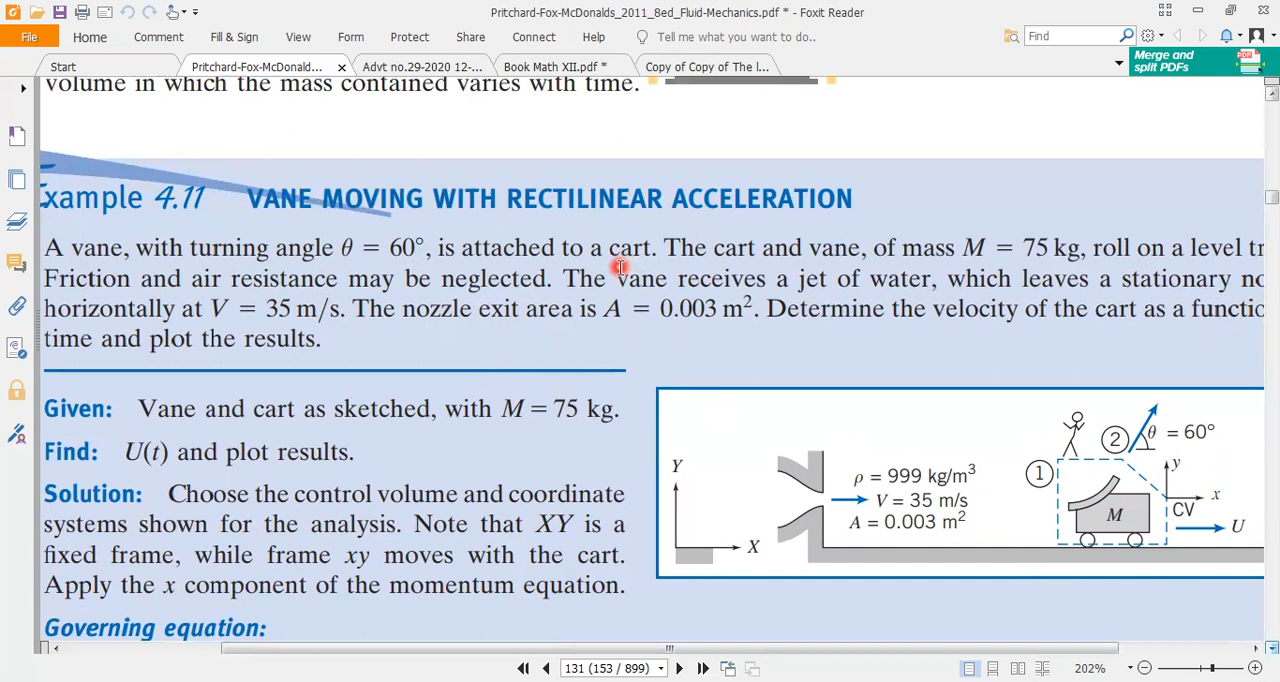 Pritchard-Fox-McDonalds_2011_8ed_Fluid-Mechanics.pdf * - Foxit Reader
File Home Comment Fill & Sign View Form Protect Share Connect Help Tell me what you want to do.. Find
Start Pritchard-Fox-McDonald... Advt no.29-2020 12-... Book Math XII.pdf * Copy of Copy of The l...
Merge and
split PDFs
volume in which the mass contained varies with time.
Example 4.11 VANE MOVING WITH RECTILINEAR ACCELERATION
A vane, with turning angle θ = 60°, is attached to a cart. The cart and vane, of mass M = 75 kg, roll on a level tr
Friction and air resistance may be neglected. The vane receives a jet of water, which leaves a stationary no
horizontally at V = 35 m/s. The nozzle exit area is A = 0.003 m². Determine the velocity of the cart as a functio
time and plot the results.
Given: Vane and cart as sketched, with M = 75 kg.
Find: U(t) and plot results.
Solution: Choose the control volume and coordinate
systems shown for the analysis. Note that XY is a
fixed frame, while frame xy moves with the cart.
Apply the x component of the momentum equation.
Governing equation:
Y
X
ρ = 999 kg/m³
V = 35 m/s
A = 0.003 m²
1
2
θ = 60°
y
x
CV
M
U
131 (153 / 899)
202%